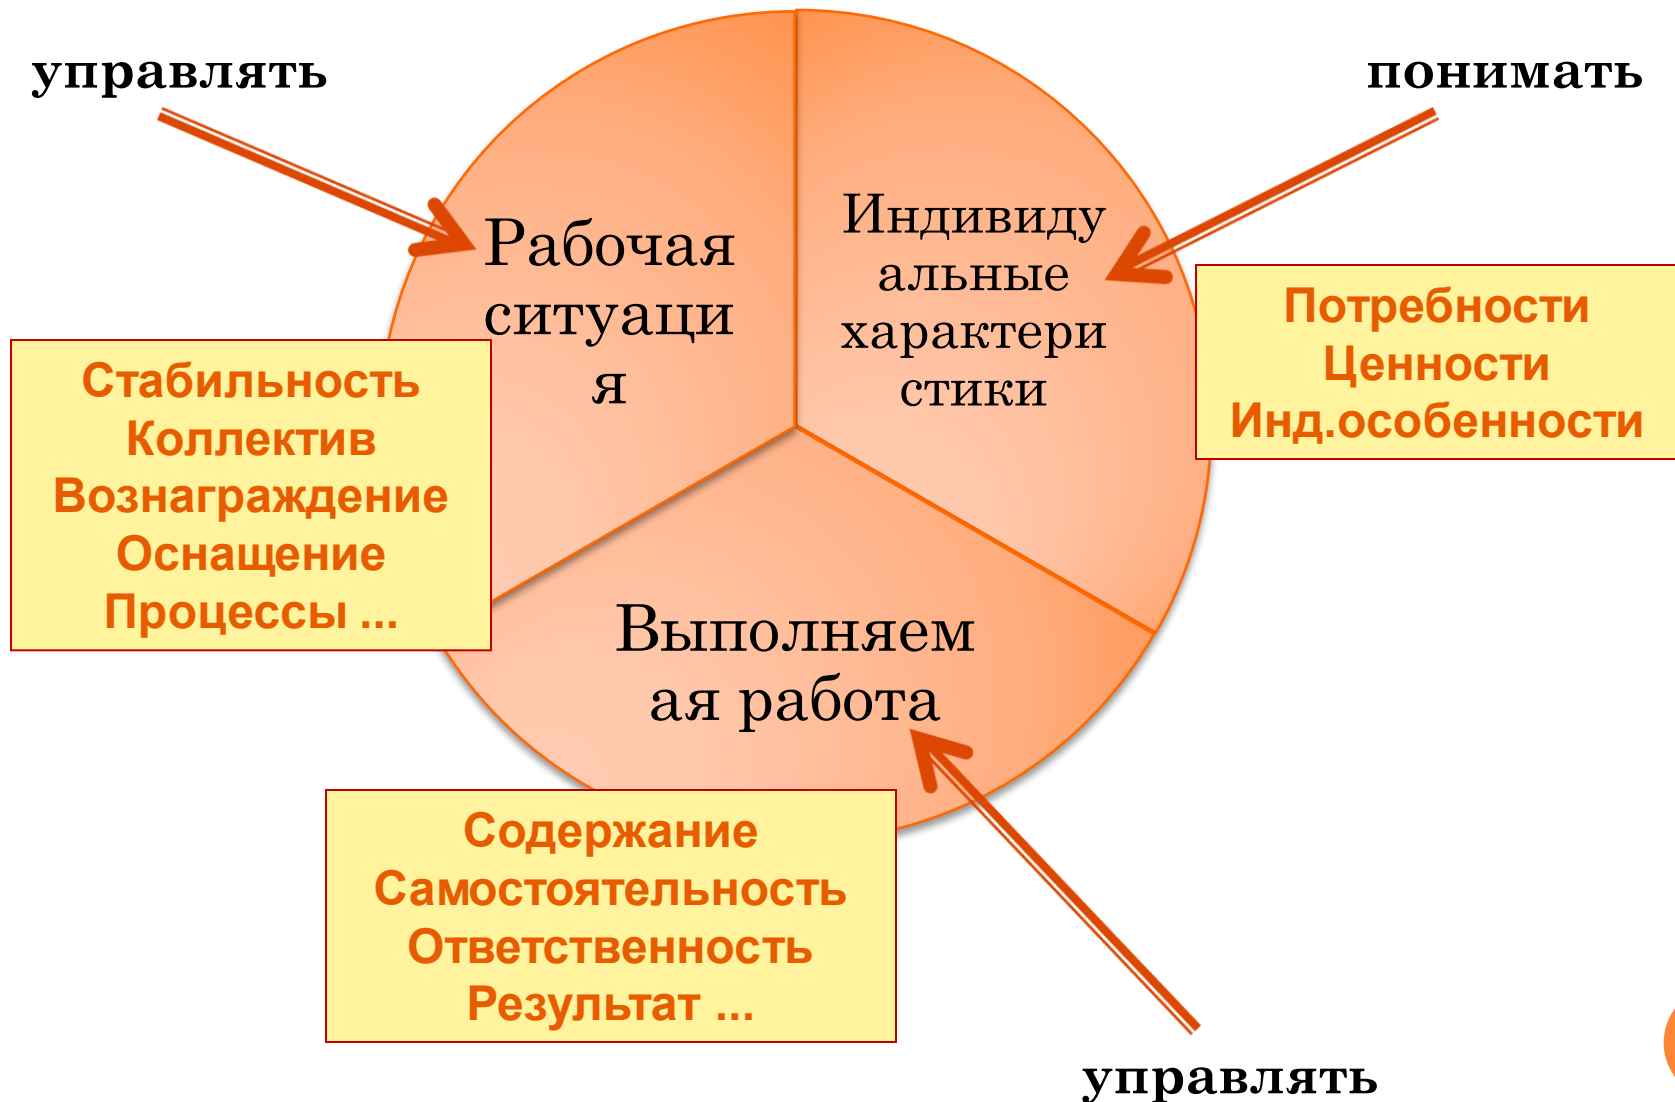 управлять
понимать
Рабочая
ситуаци
я
Индивиду
альные
характери
стики
Потребности
Ценности
Инд.особенности
Стабильность
Коллектив
Вознаграждение
Оснащение
Процессы ...
Выполняем
ая работа
Содержание
Самостоятельность
Ответственность
Результат ...
управлять